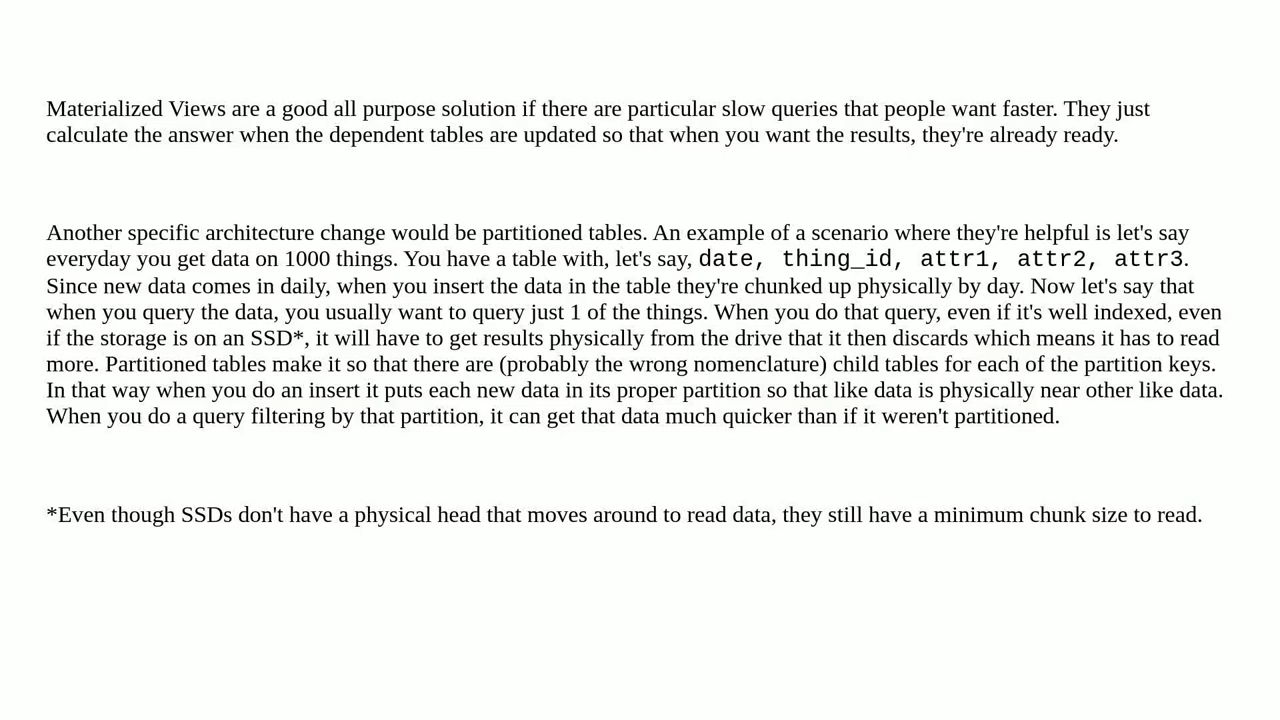 Materialized Views are a good all purpose solution if there are particular slow queries that people want faster. They just
calculate the answer when the dependent tables are updated so that when you want the results, they're already ready.
Another specific architecture change would be partitioned tables. An example of a scenario where they're helpful is let's say
everyday you get data on 1000 things. You have a table with, let's say, date, thing_id, attr1, attr2, attr3.
Since new data comes in daily, when you insert the data in the table they're chunked up physically by day. Now let's say that
when you query the data, you usually want to query just 1 of the things. When you do that query, even if it's well indexed, even
if the storage is on an SSD*, it will have to get results physically from the drive that it then discards which means it has to read
more. Partitioned tables make it so that there are (probably the wrong nomenclature) child tables for each of the partition keys.
In that way when you do an insert it puts each new data in its proper partition so that like data is physically near other like data.
When you do a query filtering by that partition, it can get that data much quicker than if it weren't partitioned.
*Even though SSDs don't have a physical head that moves around to read data, they still have a minimum chunk size to read.